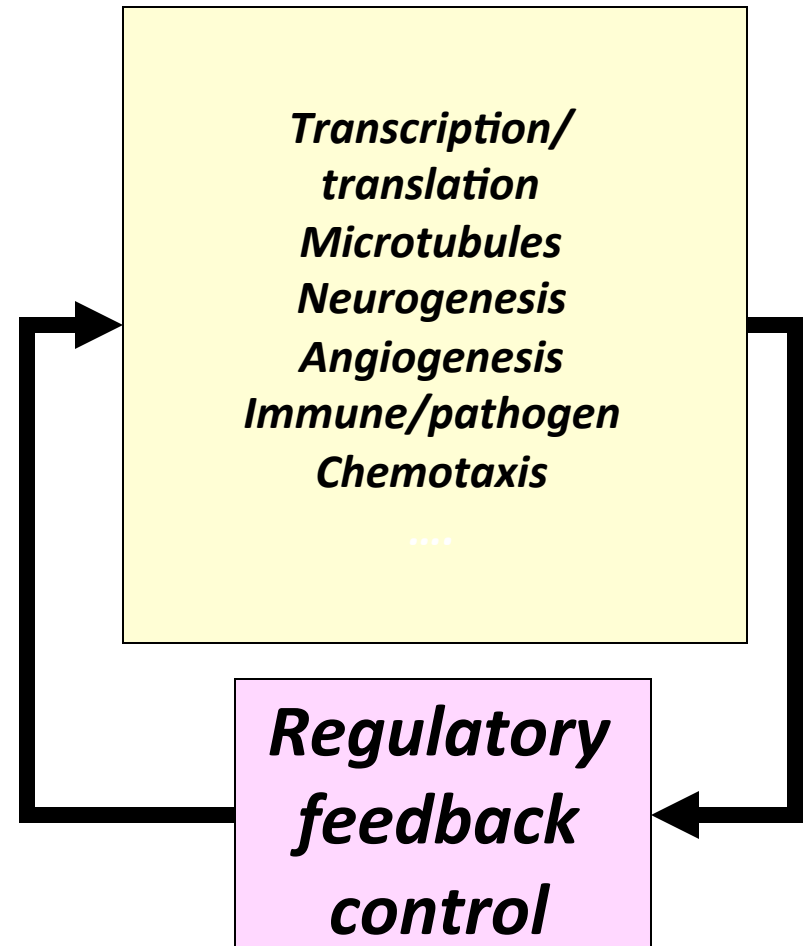 Transcription/
translation
Microtubules
Neurogenesis
Angiogenesis
Immune/pathogen
Chemotaxis
....
Regulatory
feedback
control